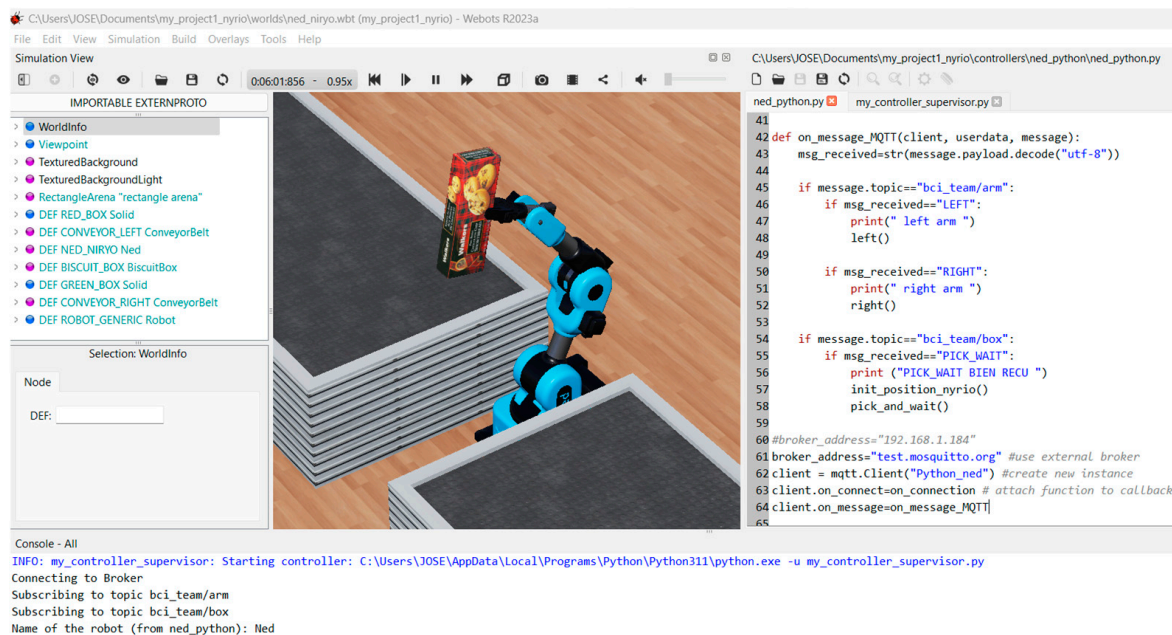 C:\Users\JOSE\Documents\my_project1_nyrio\worlds\ned_niryo.wbt (my_project1_nyrio) - Webots R2023a
File Edit View Simulation Build Overlays Tools Help
Simulation View
0:06:01:856 - 0.95x
IMPORTABLE EXTERNPROTO
WorldInfo
Viewpoint
TexturedBackground
TexturedBackgroundLight
RectangleArena "rectangle arena"
DEF RED_BOX Solid
DEF CONVEYOR_LEFT ConveyorBelt
DEF NED_NIRYO Ned
DEF BISCUIT_BOX BiscuitBox
DEF GREEN_BOX Solid
DEF CONVEYOR_RIGHT ConveyorBelt
DEF ROBOT_GENERIC Robot
Selection: WorldInfo
Node
DEF:
Walkers
C:\Users\JOSE\Documents\my_project1_nyrio\controllers\ned_python\ned_python.py
ned_python.py my_controller_supervisor.py
41
42 def on_message_MQTT(client, userdata, message):
43 msg_received=str(message.payload.decode("utf-8"))
44
45 if message.topic=="bci_team/arm":
46 if msg_received=="LEFT":
47 print(" left arm ")
48 left()
49
50 if msg_received=="RIGHT":
51 print(" right arm ")
52 right()
53
54 if message.topic=="bci_team/box":
55 if msg_received=="PICK_WAIT":
56 print ("PICK_WAIT BIEN RECU ")
57 init_position_nyrio()
58 pick_and_wait()
59
60 #broker_address="192.168.1.184"
61 broker_address="test.mosquitto.org" #use external broker
62 client = mqtt.Client("Python_ned") #create new instance
63 client.on_connect=on_connection # attach function to callback
64 client.on_message=on_message_MQTT
65
Console - All
INFO: my_controller_supervisor: Starting controller: C:\Users\JOSE\AppData\Local\Programs\Python\Python311\python.exe -u my_controller_supervisor.py
Connecting to Broker
Subscribing to topic bci_team/arm
Subscribing to topic bci_team/box
Name of the robot (from ned_python): Ned